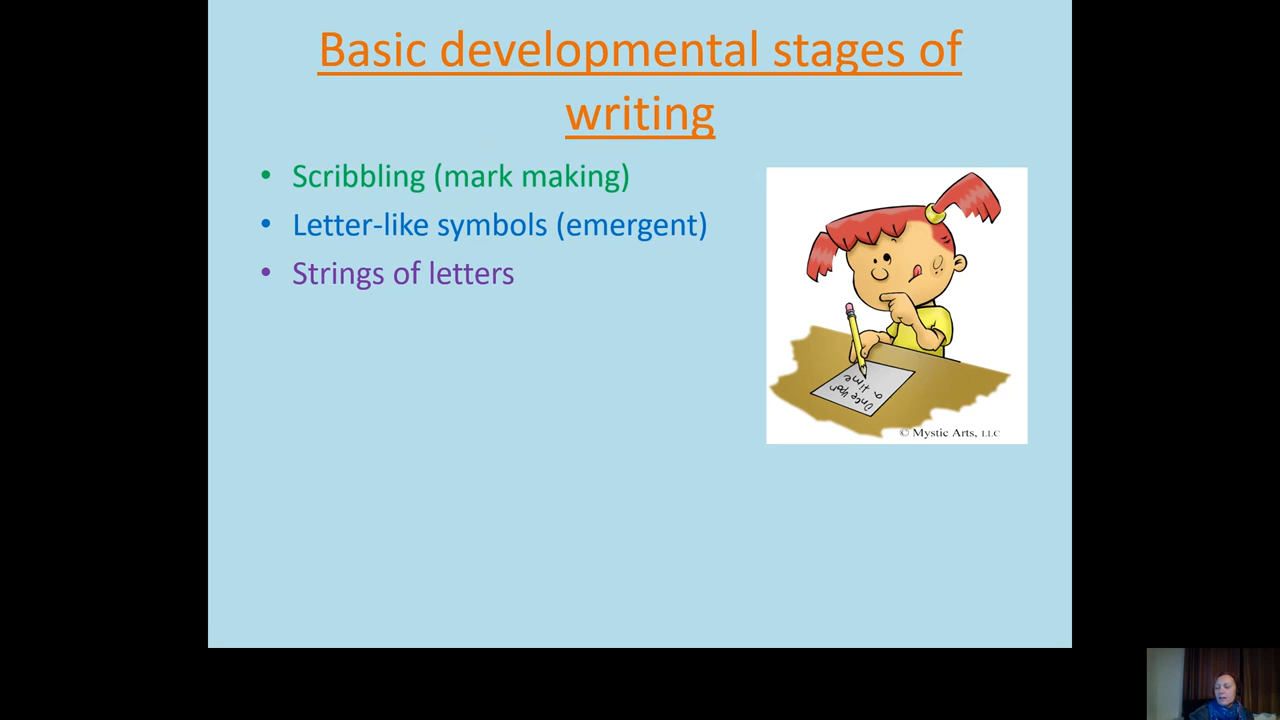 Basic developmental stages of
writing
• Scribbling (mark making)
• Letter-like symbols (emergent)
• Strings of letters
Once upon
a time
© Mystic Arts, LLC